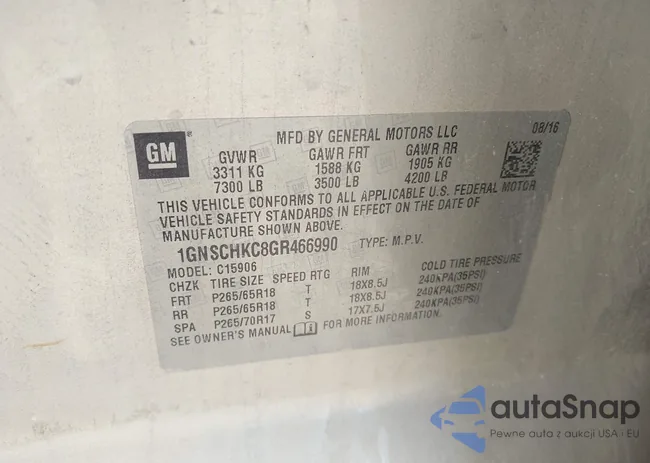 GM
MFD BY GENERAL MOTORS LLC 08/16
GVWR GAWR FRT GAWR RR
3311 KG 1588 KG 1905 KG
7300 LB 3500 LB 4200 LB
THIS VEHICLE CONFORMS TO ALL APPLICABLE U.S. FEDERAL MOTOR
VEHICLE SAFETY STANDARDS IN EFFECT ON THE DATE OF
MANUFACTURE SHOWN ABOVE.
1GNSCHKC8GR466990 TYPE: M.P.V.
MODEL: C15906
CHZK TIRE SIZE SPEED RTG RIM COLD TIRE PRESSURE
FRT P265/65R18 T 18X8.5J 240KPA(35PSI)
RR P265/65R18 T 18X8.5J 240KPA(35PSI)
SPA P265/70R17 S 17X7.5J 240KPA(35PSI)
SEE OWNER'S MANUAL FOR MORE INFORMATION.
autaSnap
Pewne auta z aukcji USA i EU